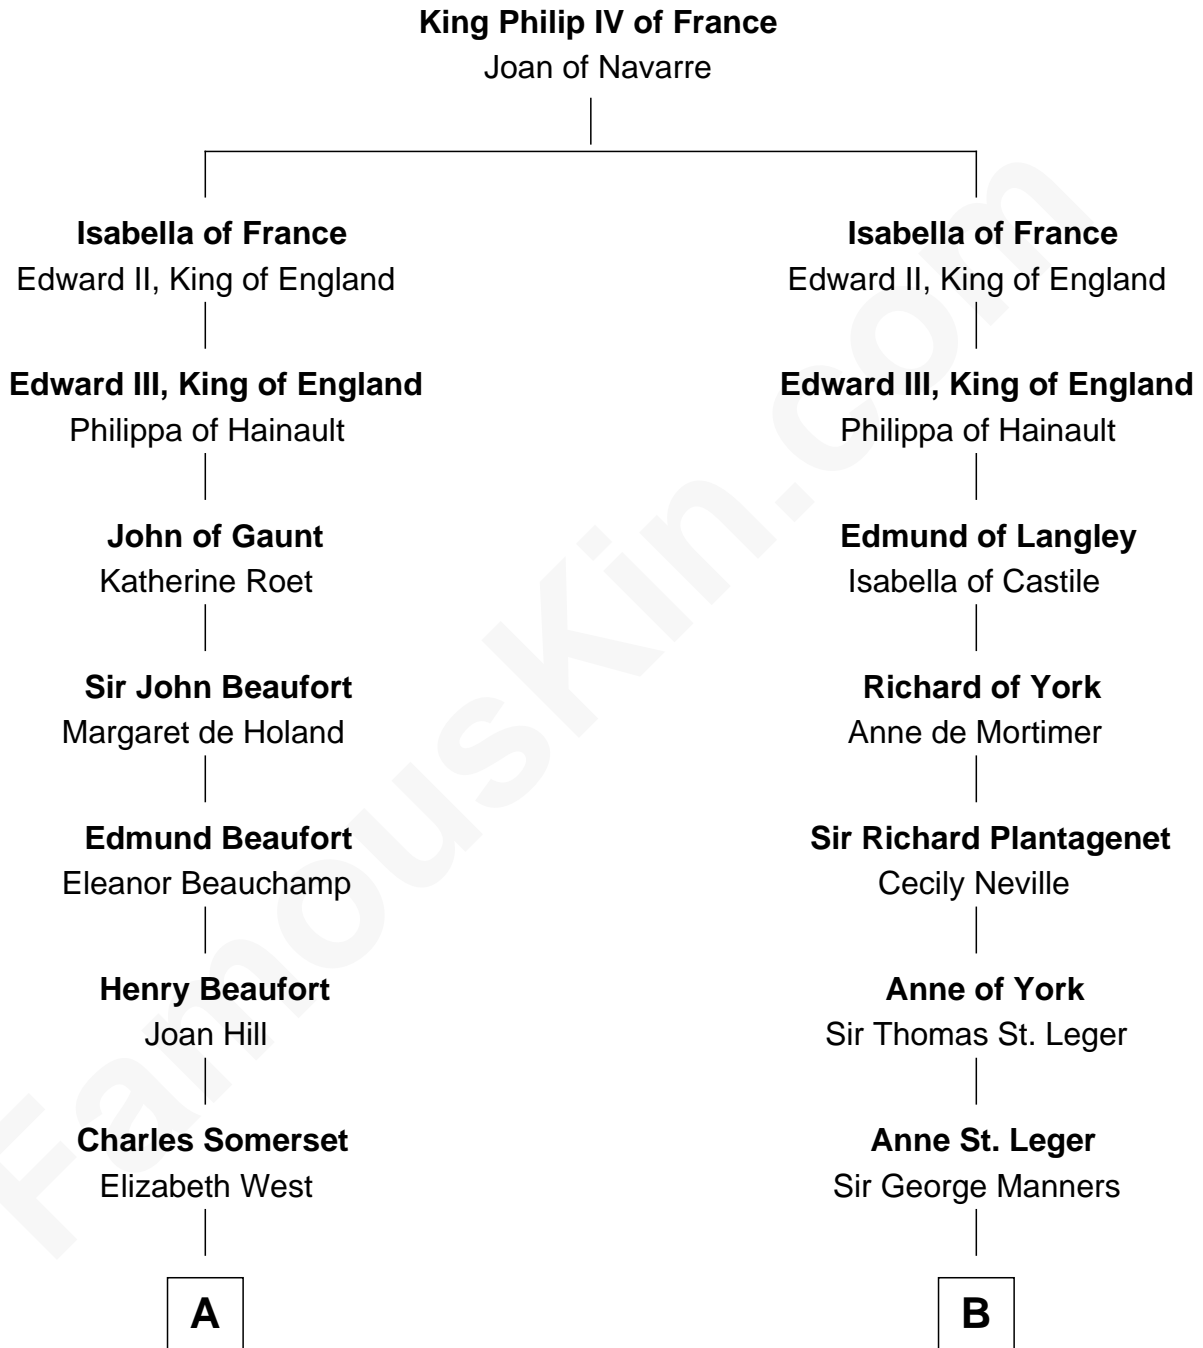 King Philip IV of France
Joan of Navarre
Isabella of France
Edward II, King of England
Edward III, King of England
Philippa of Hainault
John of Gaunt
Katherine Roet
Sir John Beaufort
Margaret de Holand
Edmund Beaufort
Eleanor Beauchamp
Henry Beaufort
Joan Hill
Charles Somerset
Elizabeth West
A
Isabella of France
Edward II, King of England
Edward III, King of England
Philippa of Hainault
Edmund of Langley
Isabella of Castile
Richard of York
Anne de Mortimer
Sir Richard Plantagenet
Cecily Neville
Anne of York
Sir Thomas St. Leger
Anne St. Leger
Sir George Manners
B
FamousKin.com